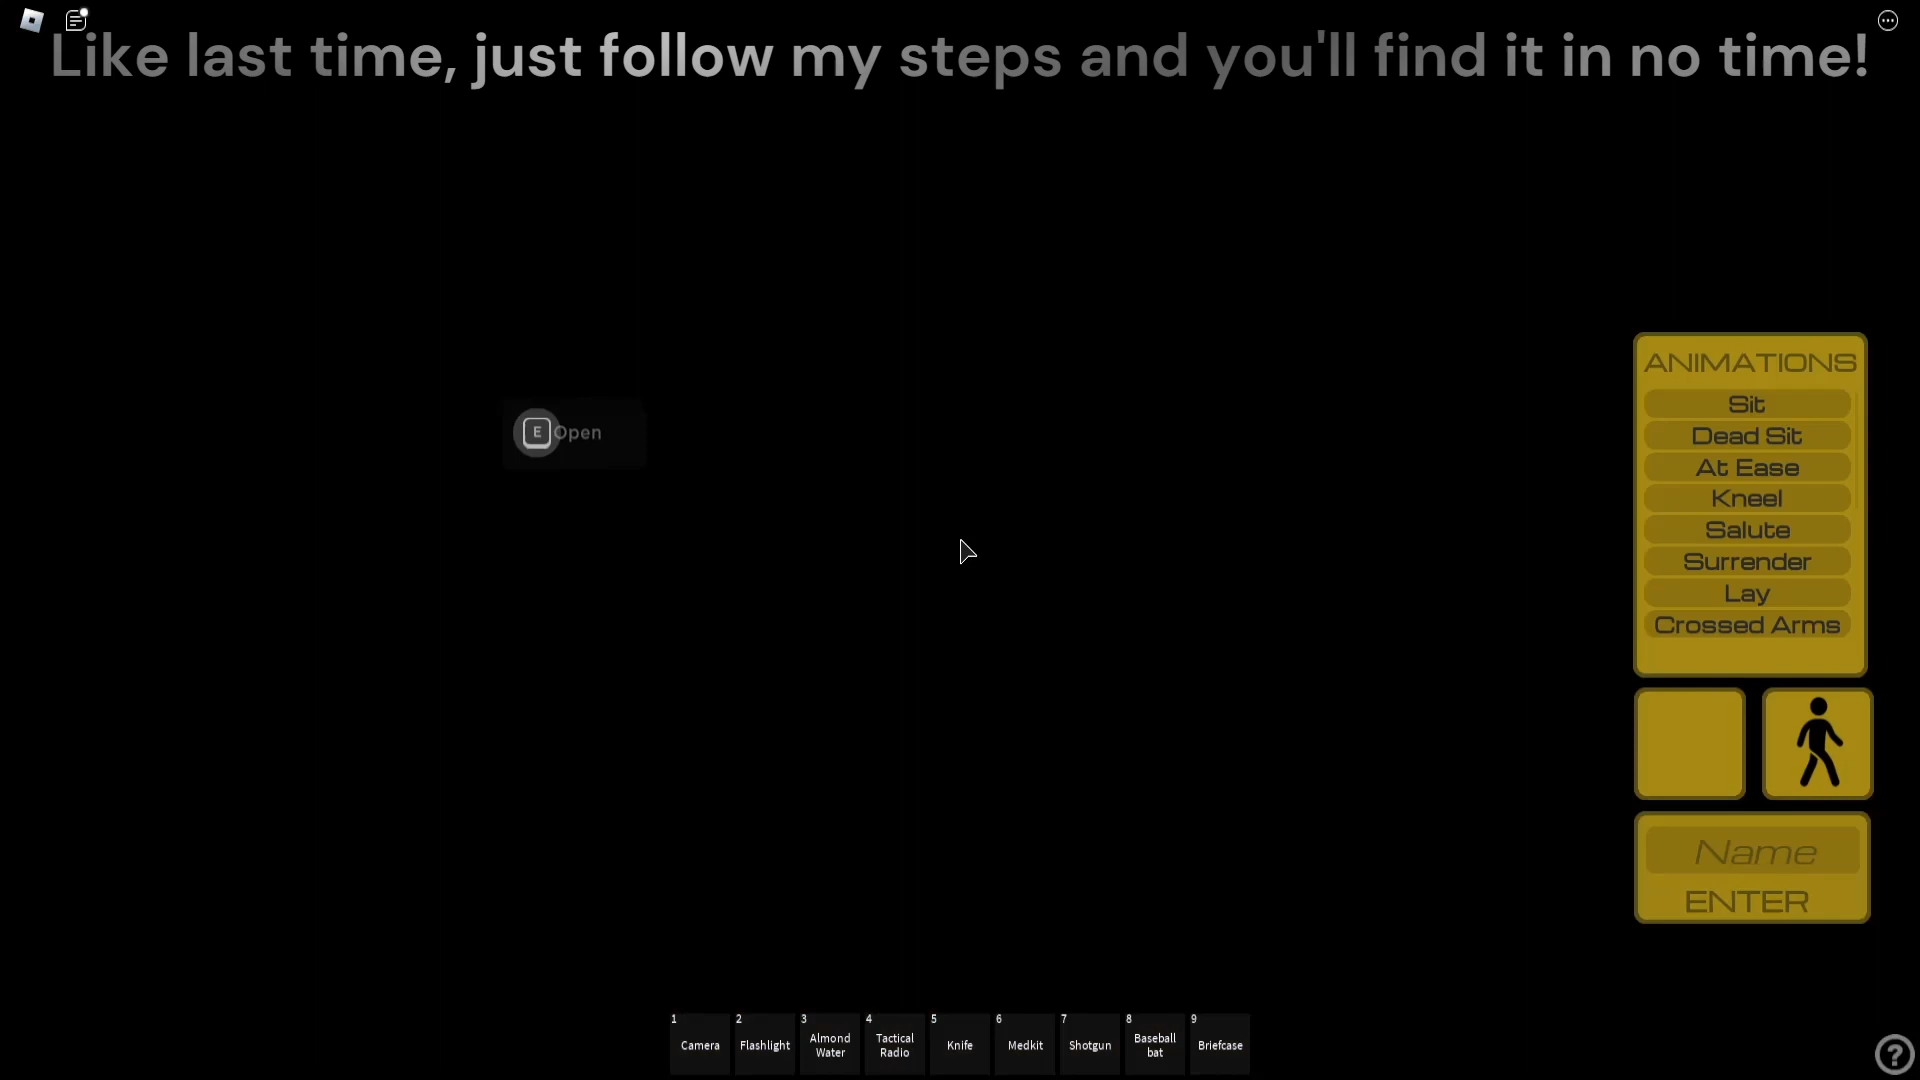 Like last time, just follow my steps and you'll find it in no time!
E Open
ANIMATIONS
Sit
Dead Sit
At Ease
Kneel
Salute
Surrender
Lay
Crossed Arms
Name
ENTER
1 Camera
2 Flashlight
3 Almond Water
4 Tactical Radio
5 Knife
6 Medkit
7 Shotgun
8 Baseball bat
9 Briefcase
?